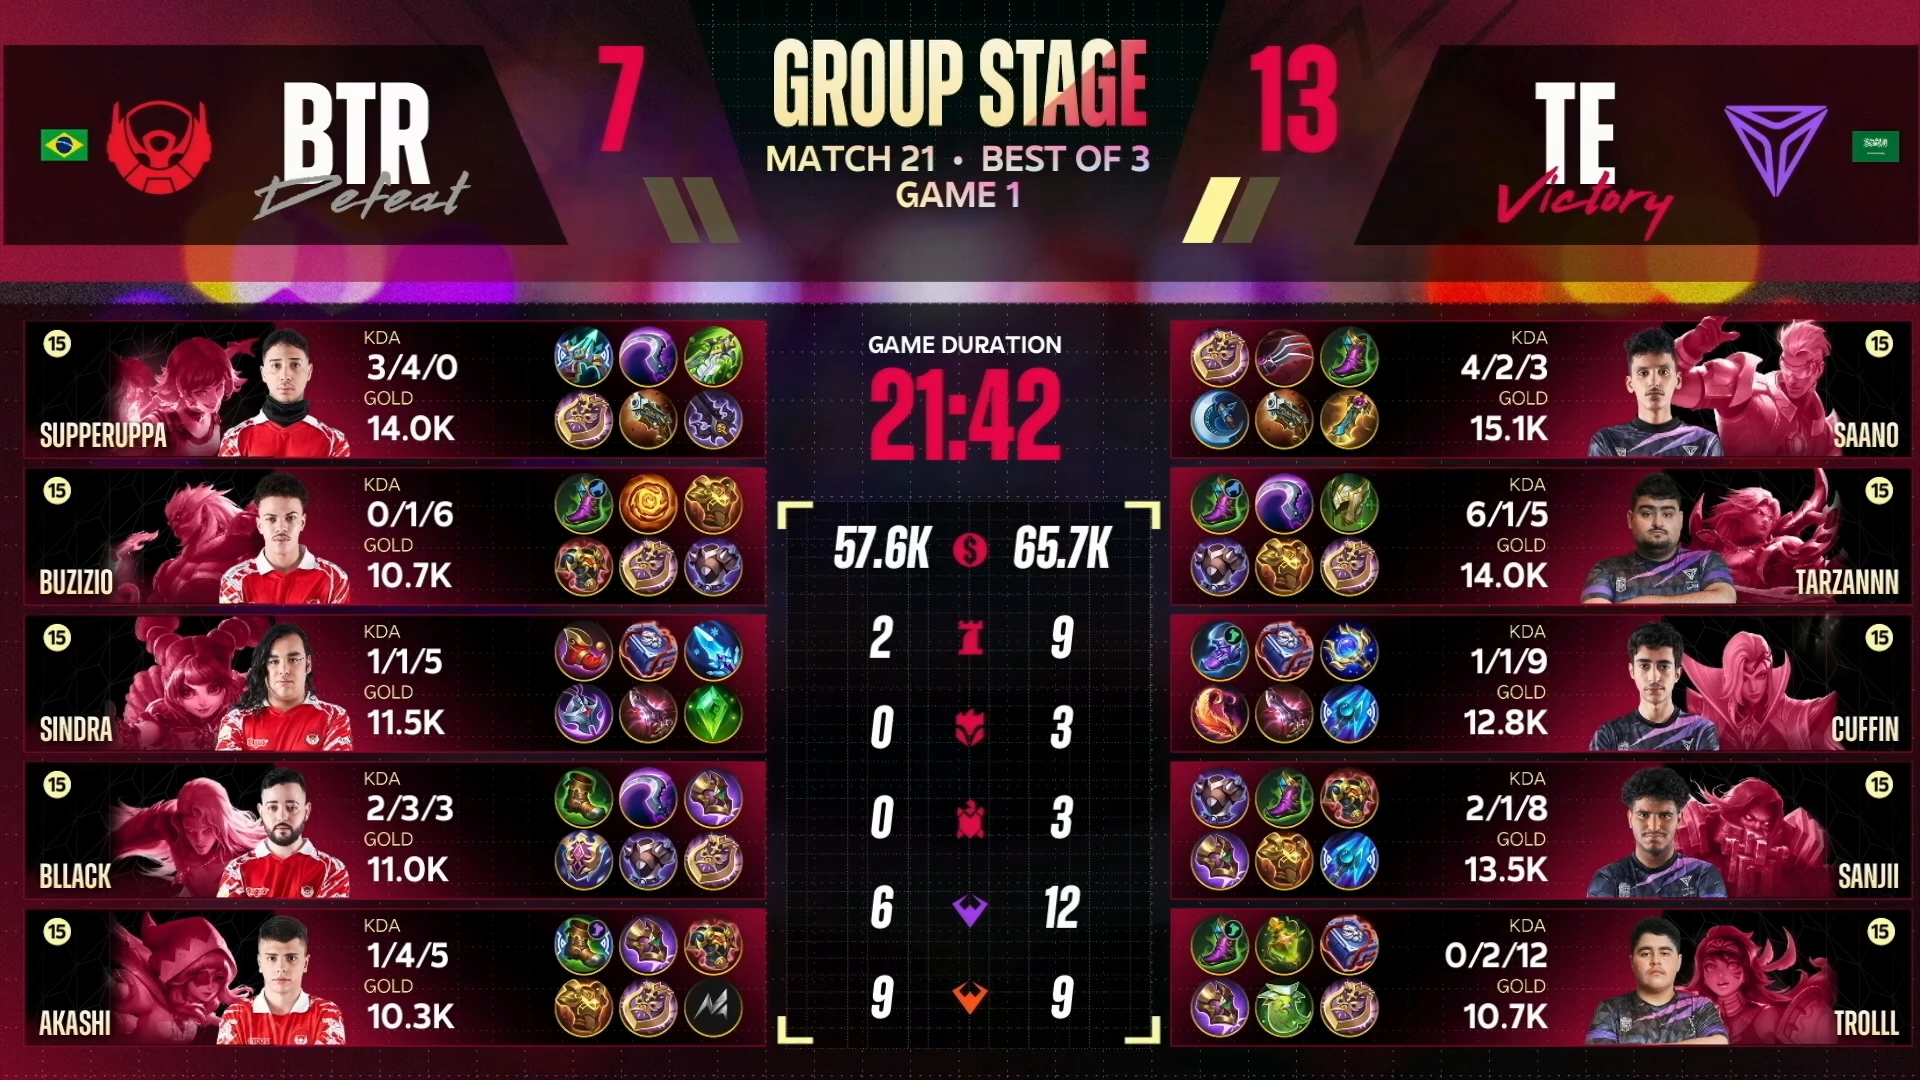 BTR
Defeat
7
GROUP STAGE
MATCH 21 • BEST OF 3
GAME 1
13
TE
Victory
15
SUPPERUPPA
KDA
3/4/0
GOLD
14.0K
15
BUZIZIO
KDA
0/1/6
GOLD
10.7K
15
SINDRA
KDA
1/1/5
GOLD
11.5K
15
BLLACK
KDA
2/3/3
GOLD
11.0K
15
AKASHI
KDA
1/4/5
GOLD
10.3K
GAME DURATION
21:42
57.6K 65.7K
2 9
0 3
0 3
6 12
9 9
KDA
4/2/3
GOLD
15.1K
15
SAANO
KDA
6/1/5
GOLD
14.0K
15
TARZANNN
KDA
1/1/9
GOLD
12.8K
15
CUFFIN
KDA
2/1/8
GOLD
13.5K
15
SANJII
KDA
0/2/12
GOLD
10.7K
15
TROLLL